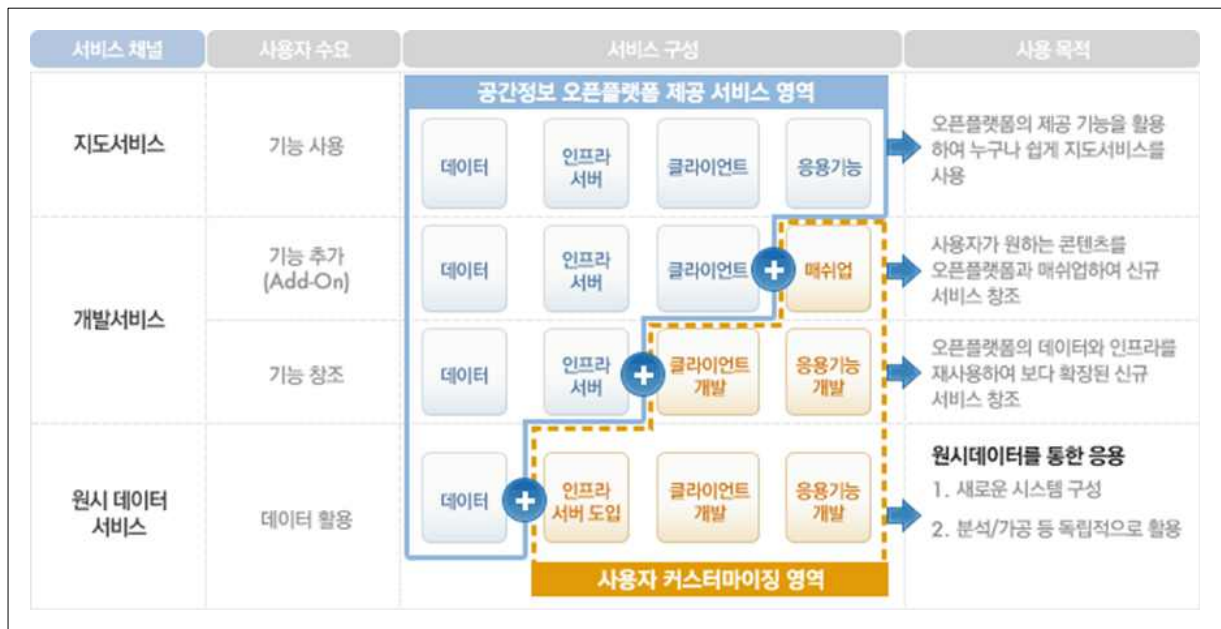 서비스 채널
사용자 수요
서비스 구성
사용 목적
공간정보 오픈플랫폼 제공 서비스 영역
지도서비스
기능 사용
데이터
인프라
서버
클라이언트
응용기능
오픈플랫폼의 제공 기능을 활용
하여 누구나 쉽게 지도서비스를
사용
개발서비스
기능 추가
(Add-On)
데이터
인프라
서버
클라이언트
+
매쉬업
사용자가 원하는 콘텐츠를
오픈플랫폼과 매쉬업하여 신규
서비스 창조
기능 창조
데이터
인프라
서버
+
클라이언트
개발
응용기능
개발
오픈플랫폼의 데이터와 인프라를
재사용하여 보다 확장된 신규
서비스 창조
원시 데이터
서비스
데이터 활용
데이터
+
인프라
서버 도입
클라이언트
개발
응용기능
개발
원시데이터를 통한 응용
1. 새로운 시스템 구성
2. 분석/가공 등 독립적으로 활용
사용자 커스터마이징 영역